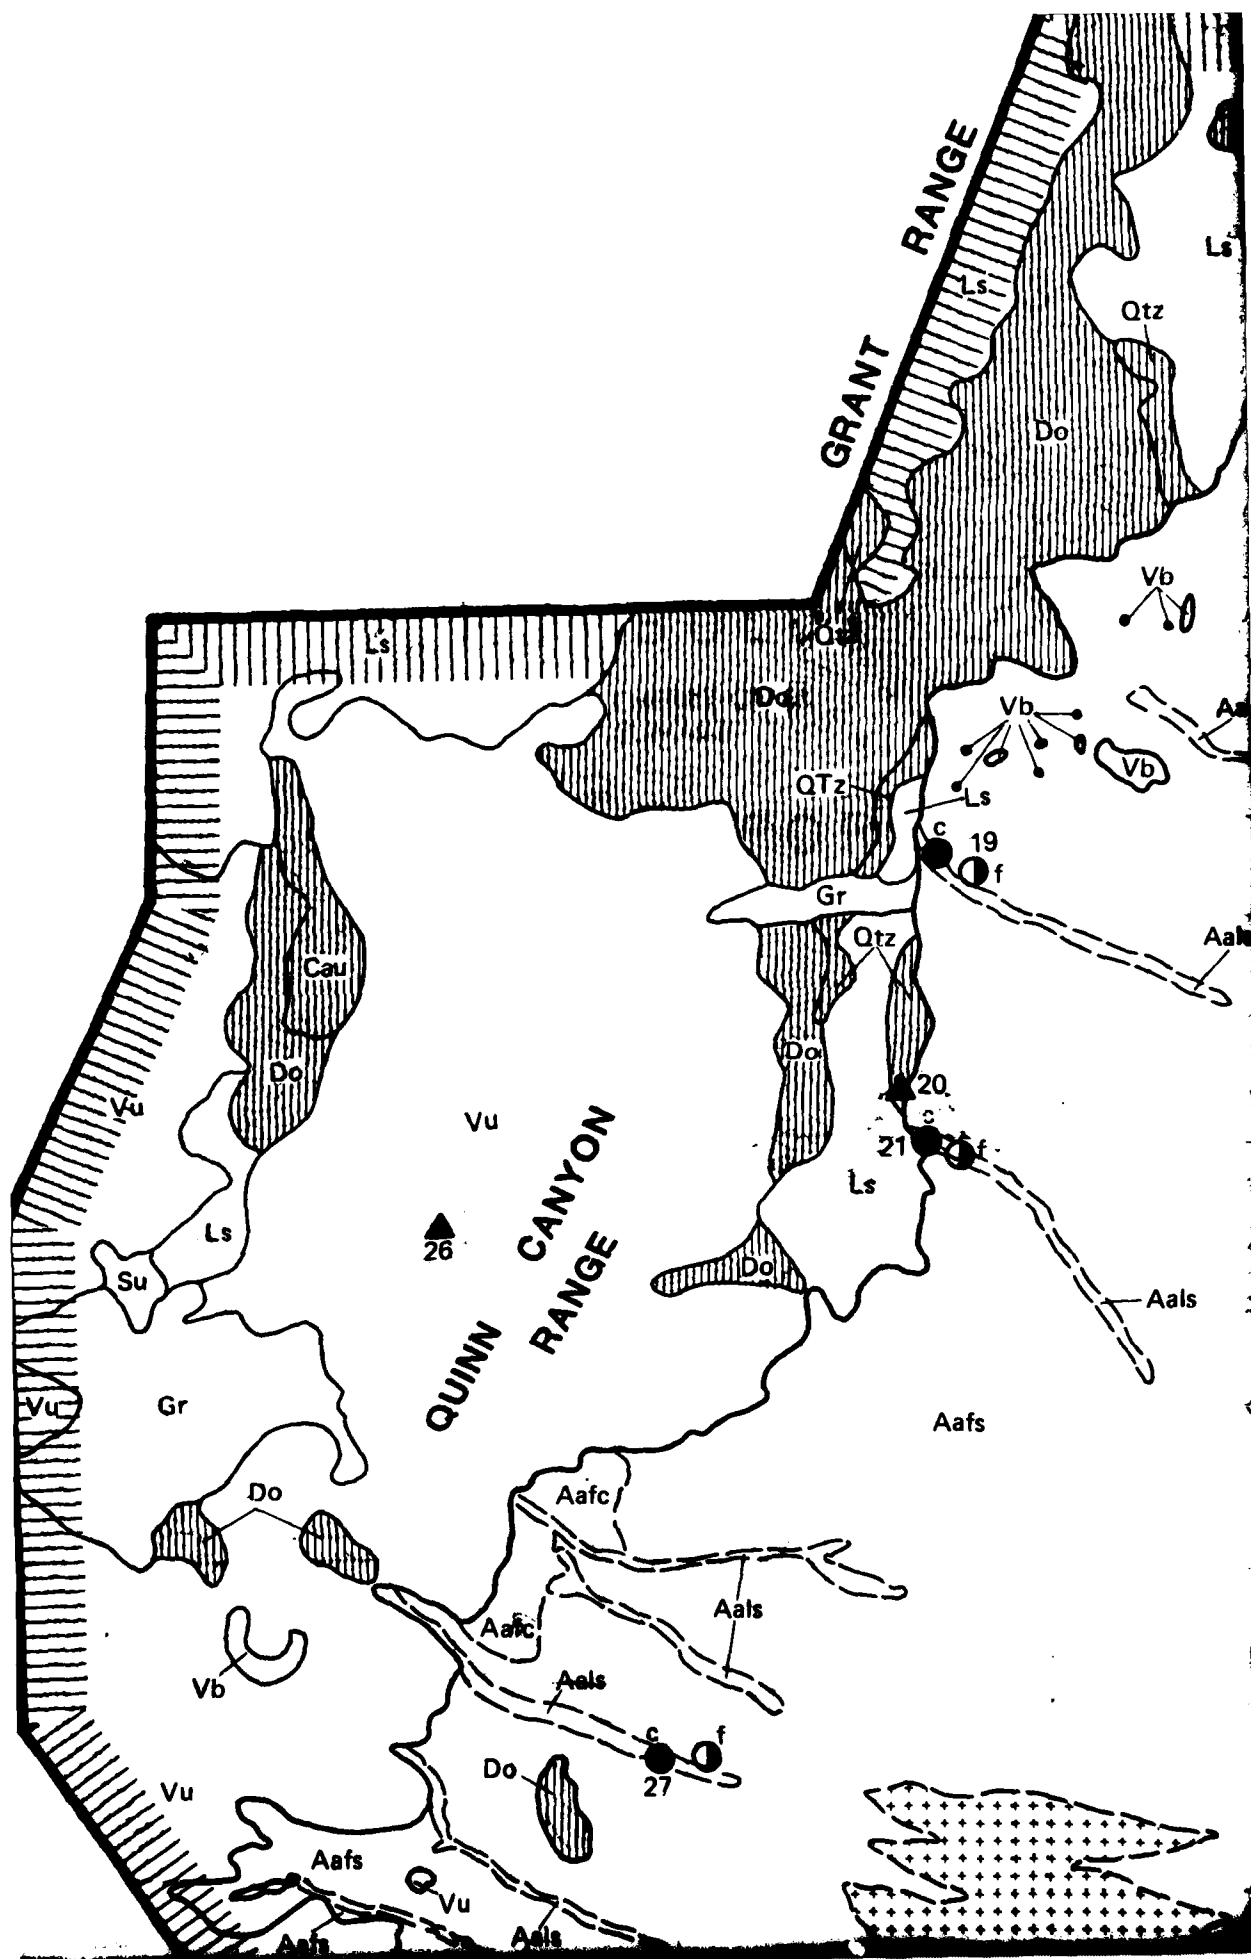 GRANT RANGE
Ls
Ls
Qtz
Do
Vb
Ls
Do
Vb
Vb
QTz
Ls
c
19
f
Gr
Qtz
Cau
Do
Do
Vu
Vu
20
21
f
Ls
Ls
Su
26
QUINN CANYON RANGE
Do
Aals
Vu
Gr
Aafs
Do
Aafc
Aals
Aafc
Vb
Aals
c
f
27
Do
Vu
Aafs
Vu
Aafs
Aals